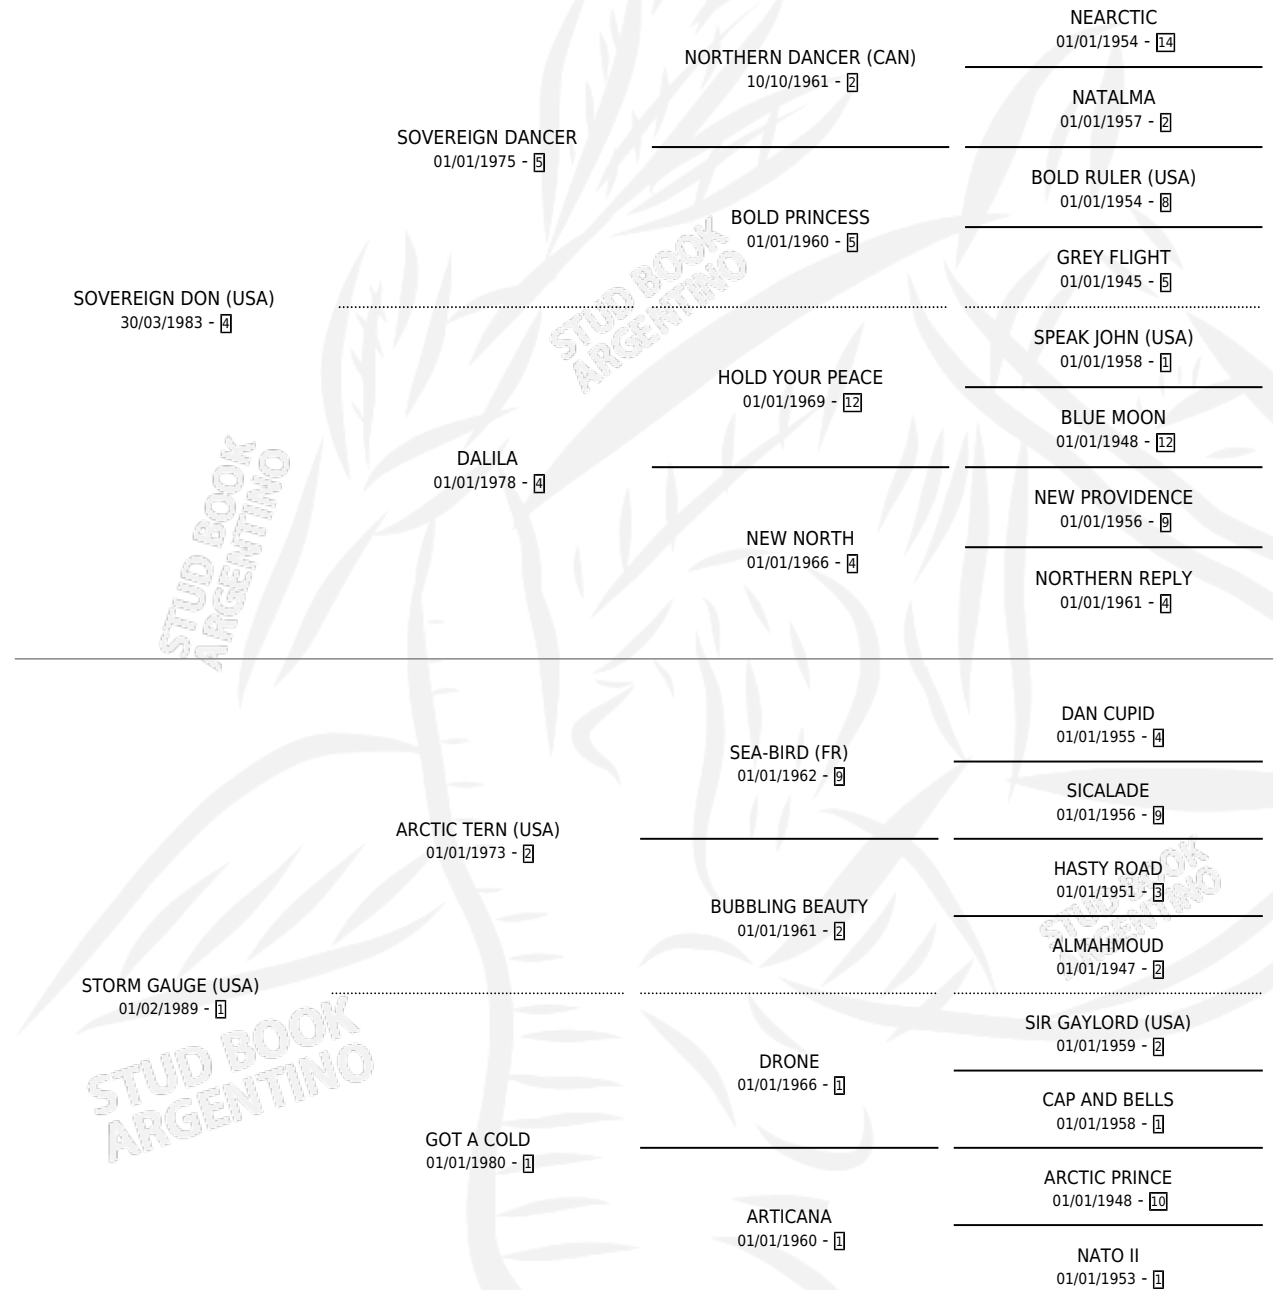 NEARCTIC
01/01/1954 - 14
NORTHERN DANCER (CAN)
10/10/1961 - 2
NATALMA
01/01/1957 - 2
SOVEREIGN DANCER
01/01/1975 - 5
BOLD RULER (USA)
01/01/1954 - 8
BOLD PRINCESS
01/01/1960 - 5
GREY FLIGHT
01/01/1945 - 5
SOVEREIGN DON (USA)
30/03/1983 - 4
STUD BOOK
ARGENTINO
SPEAK JOHN (USA)
01/01/1958 - 1
HOLD YOUR PEACE
01/01/1969 - 12
BLUE MOON
01/01/1948 - 12
DALILA
01/01/1978 - 4
NEW PROVIDENCE
01/01/1956 - 9
NEW NORTH
01/01/1966 - 4
NORTHERN REPLY
01/01/1961 - 4
STUD BOOK
ARGENTINO
DAN CUPID
01/01/1955 - 4
SEA-BIRD (FR)
01/01/1962 - 9
SICALADE
01/01/1956 - 9
ARCTIC TERN (USA)
01/01/1973 - 2
HASTY ROAD
01/01/1951 - 3
BUBBLING BEAUTY
01/01/1961 - 2
STUD BOOK
ARGENTINO
ALMAHMOUD
01/01/1947 - 2
STORM GAUGE (USA)
01/02/1989 - 1
SIR GAYLORD (USA)
01/01/1959 - 2
STUD BOOK
ARGENTINO
DRONE
01/01/1966 - 1
CAP AND BELLS
01/01/1958 - 1
GOT A COLD
01/01/1980 - 1
ARCTIC PRINCE
01/01/1948 - 10
ARTICANA
01/01/1960 - 1
NATO II
01/01/1953 - 1